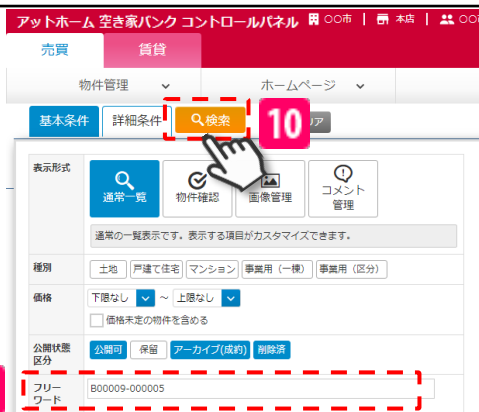 アットホーム 空き家バンク コントロールパネル 〇〇市 | 本店 | 〇〇
売買 賃貸
物件管理 ホームページ
基本条件 詳細条件 検索 10 リア
表示形式
通常一覧 物件確認 画像管理 コメント
管理
通常の一覧表示です。表示する項目がカスタマイズできます。
種別 土地 戸建て住宅 マンション 事業用（一棟） 事業用（区分）
価格 下限なし ～ 上限なし
価格未定の物件を含める
公開状態
区分 公開可 保留 アーカイブ(成約) 削除済
フリー
ワード B00009-000005